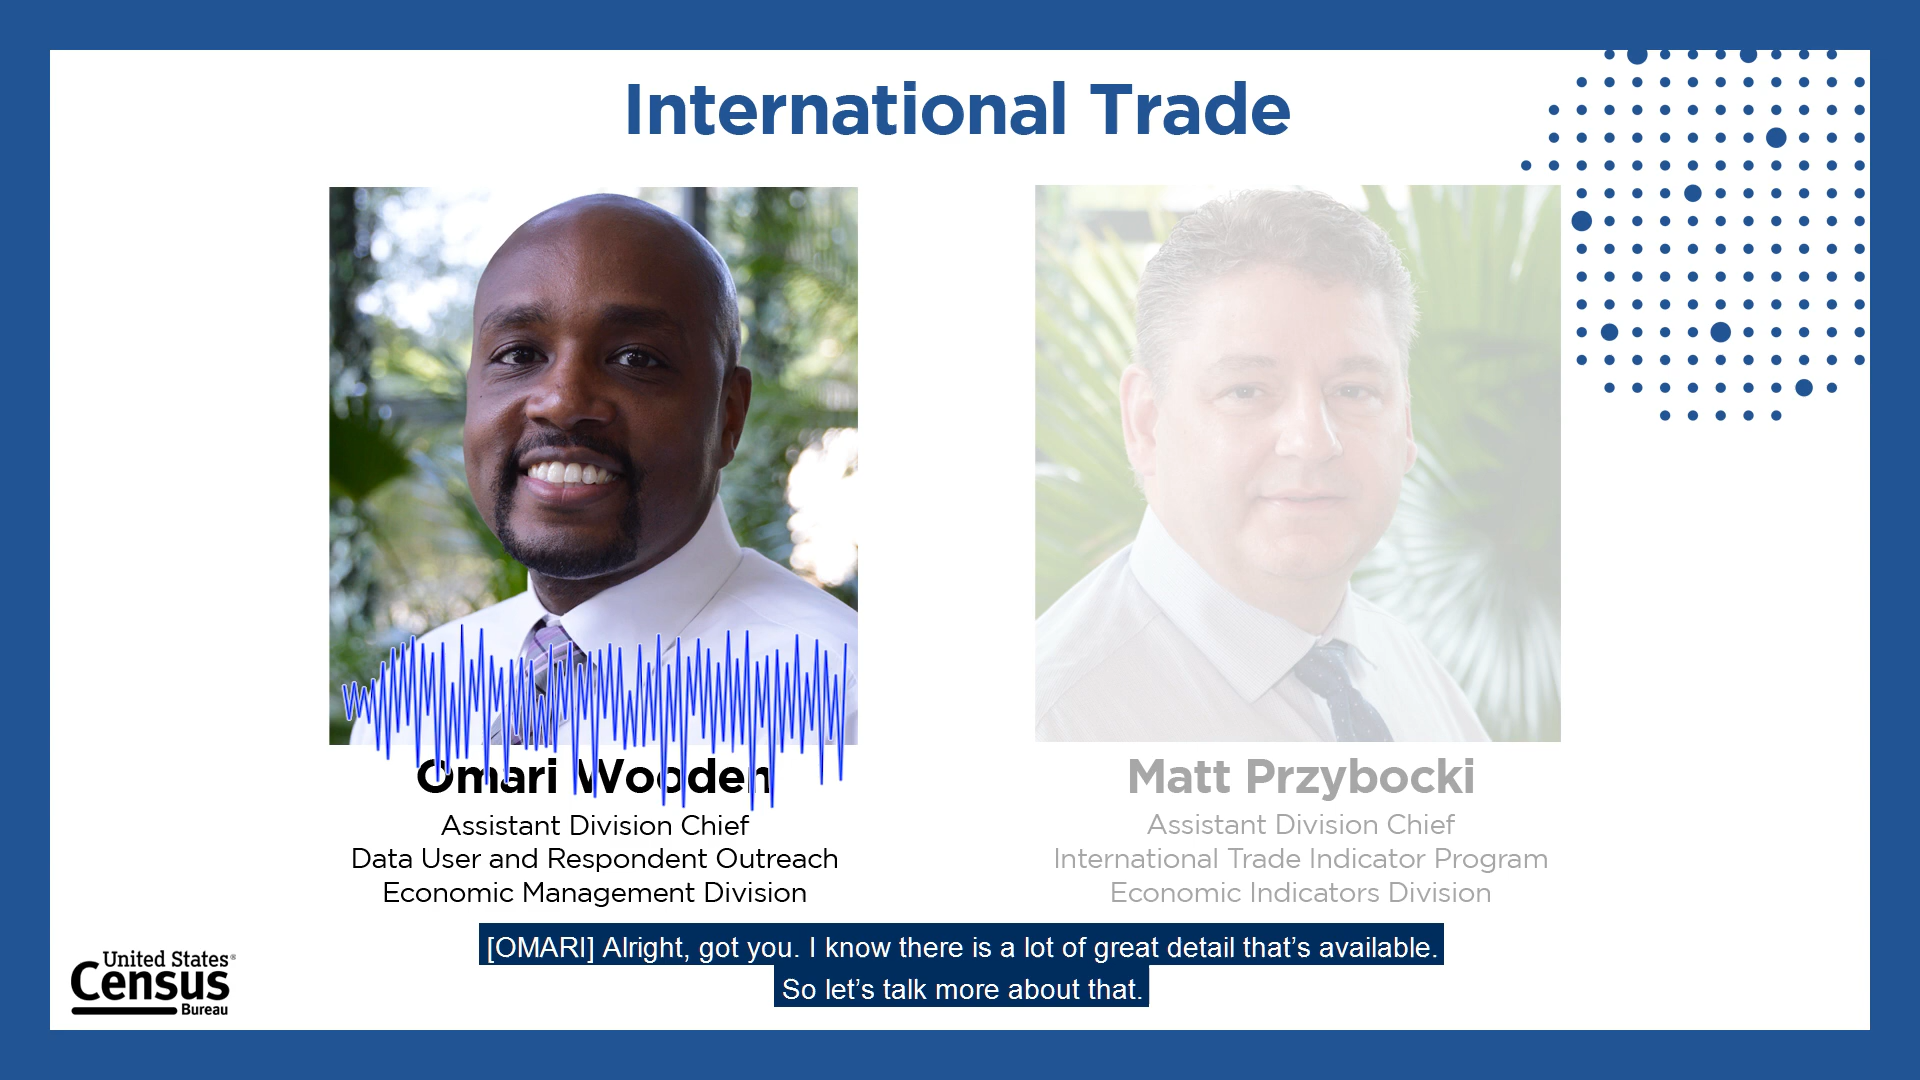 International Trade
Omari Wooden
Assistant Division Chief
Data User and Respondent Outreach
Economic Management Division
Matt Przybocki
Assistant Division Chief
International Trade Indicator Program
Economic Indicators Division
[OMARI] Alright, got you. I know there is a lot of great detail that’s available.
So let’s talk more about that.
United States®
Census
Bureau